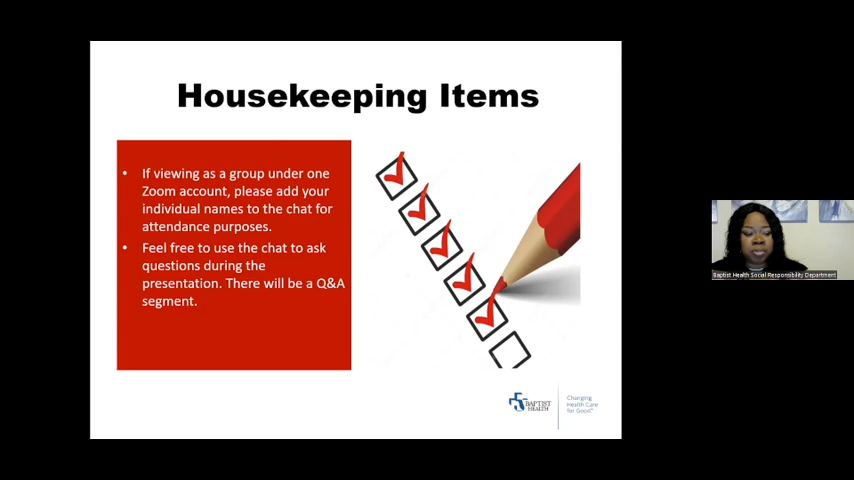 Housekeeping Items
• If viewing as a group under one
Zoom account, please add your
individual names to the chat for
attendance purposes.
• Feel free to use the chat to ask
questions during the
presentation. There will be a Q&A
segment.
BAPTIST
HEALTH
Changing
Health Care
for Good.
Baptist Health Social Responsibility Department